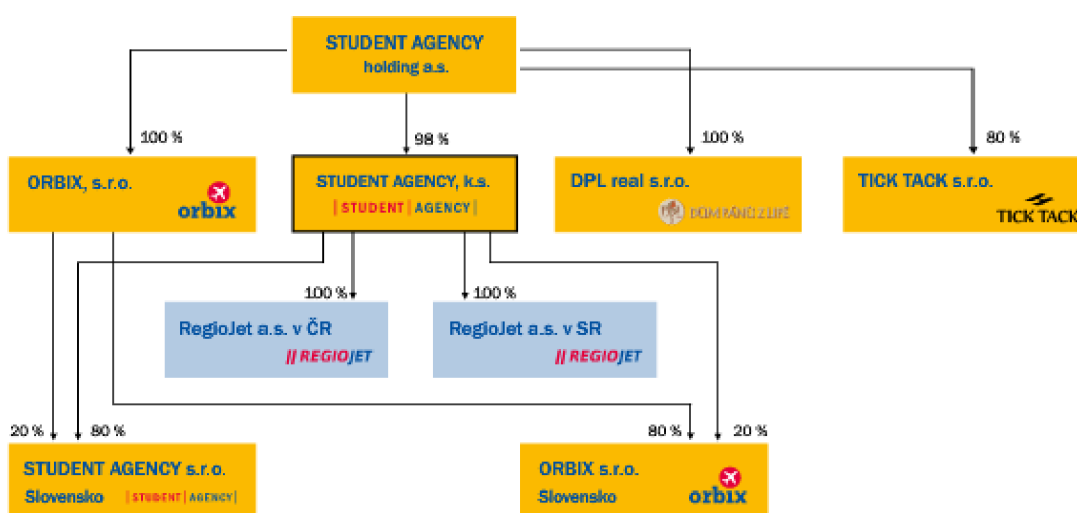 STUDENT AGENCY
holding a.s.
100 %
98 %
100 %
80 %
ORBIX, s.r.o.
orbix
STUDENT AGENCY, k.s.
|STUDENT|AGENCY|
DPL real s.r.o.
DŮM PÁNŮ Z LIPÉ
TICK TACK s.r.o.
TICK TACK
100 %
100 %
RegioJet a.s. v ČR
REGIOJET
RegioJet a.s. v SR
REGIOJET
20 %
80 %
80 %
20 %
STUDENT AGENCY s.r.o.
Slovensko
|STUDENT|AGENCY|
ORBIX s.r.o.
Slovensko
orbix